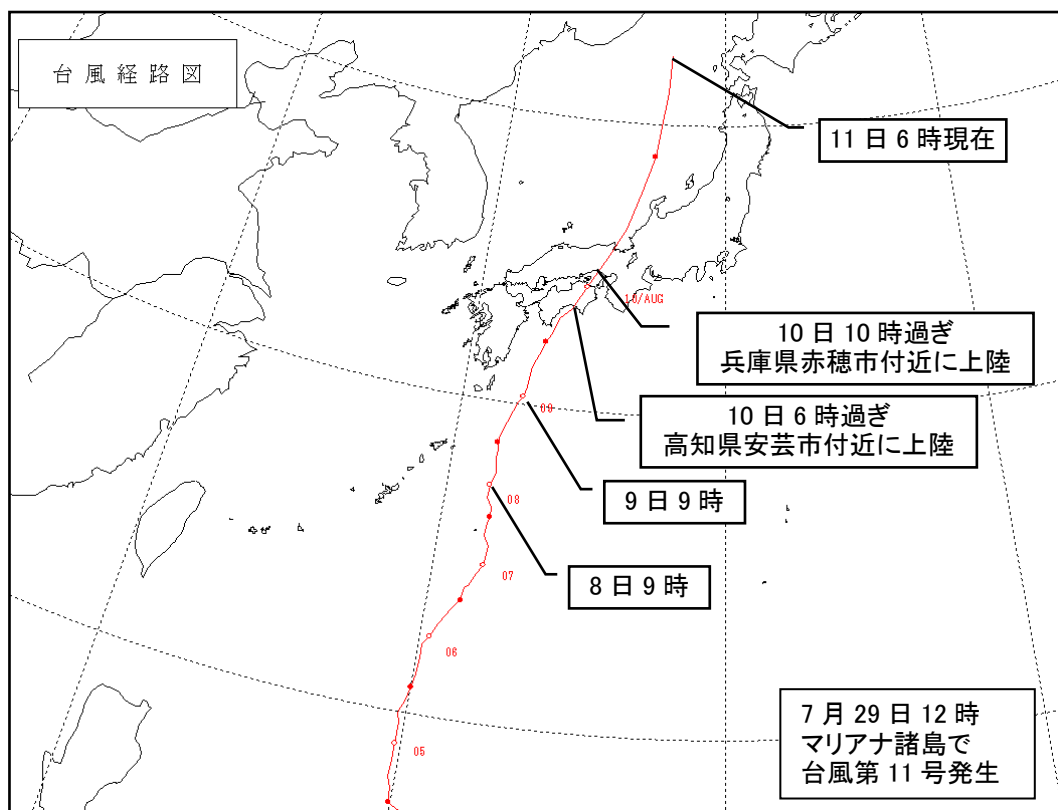 台風経路図
11日6時現在
10/AUG
10日10時過ぎ
兵庫県赤穂市付近に上陸
10日6時過ぎ
高知県安芸市付近に上陸
09
9日9時
08
8日9時
07
06
05
7月29日12時
マリアナ諸島で
台風第11号発生